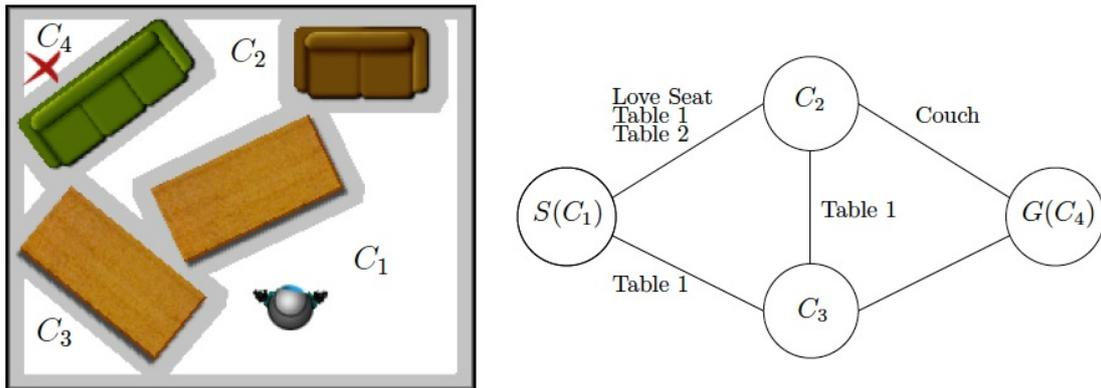 C4
C2
C1
C3
Love Seat
Table 1
Table 2
C2
Couch
S(C1)
Table 1
G(C4)
Table 1
C3